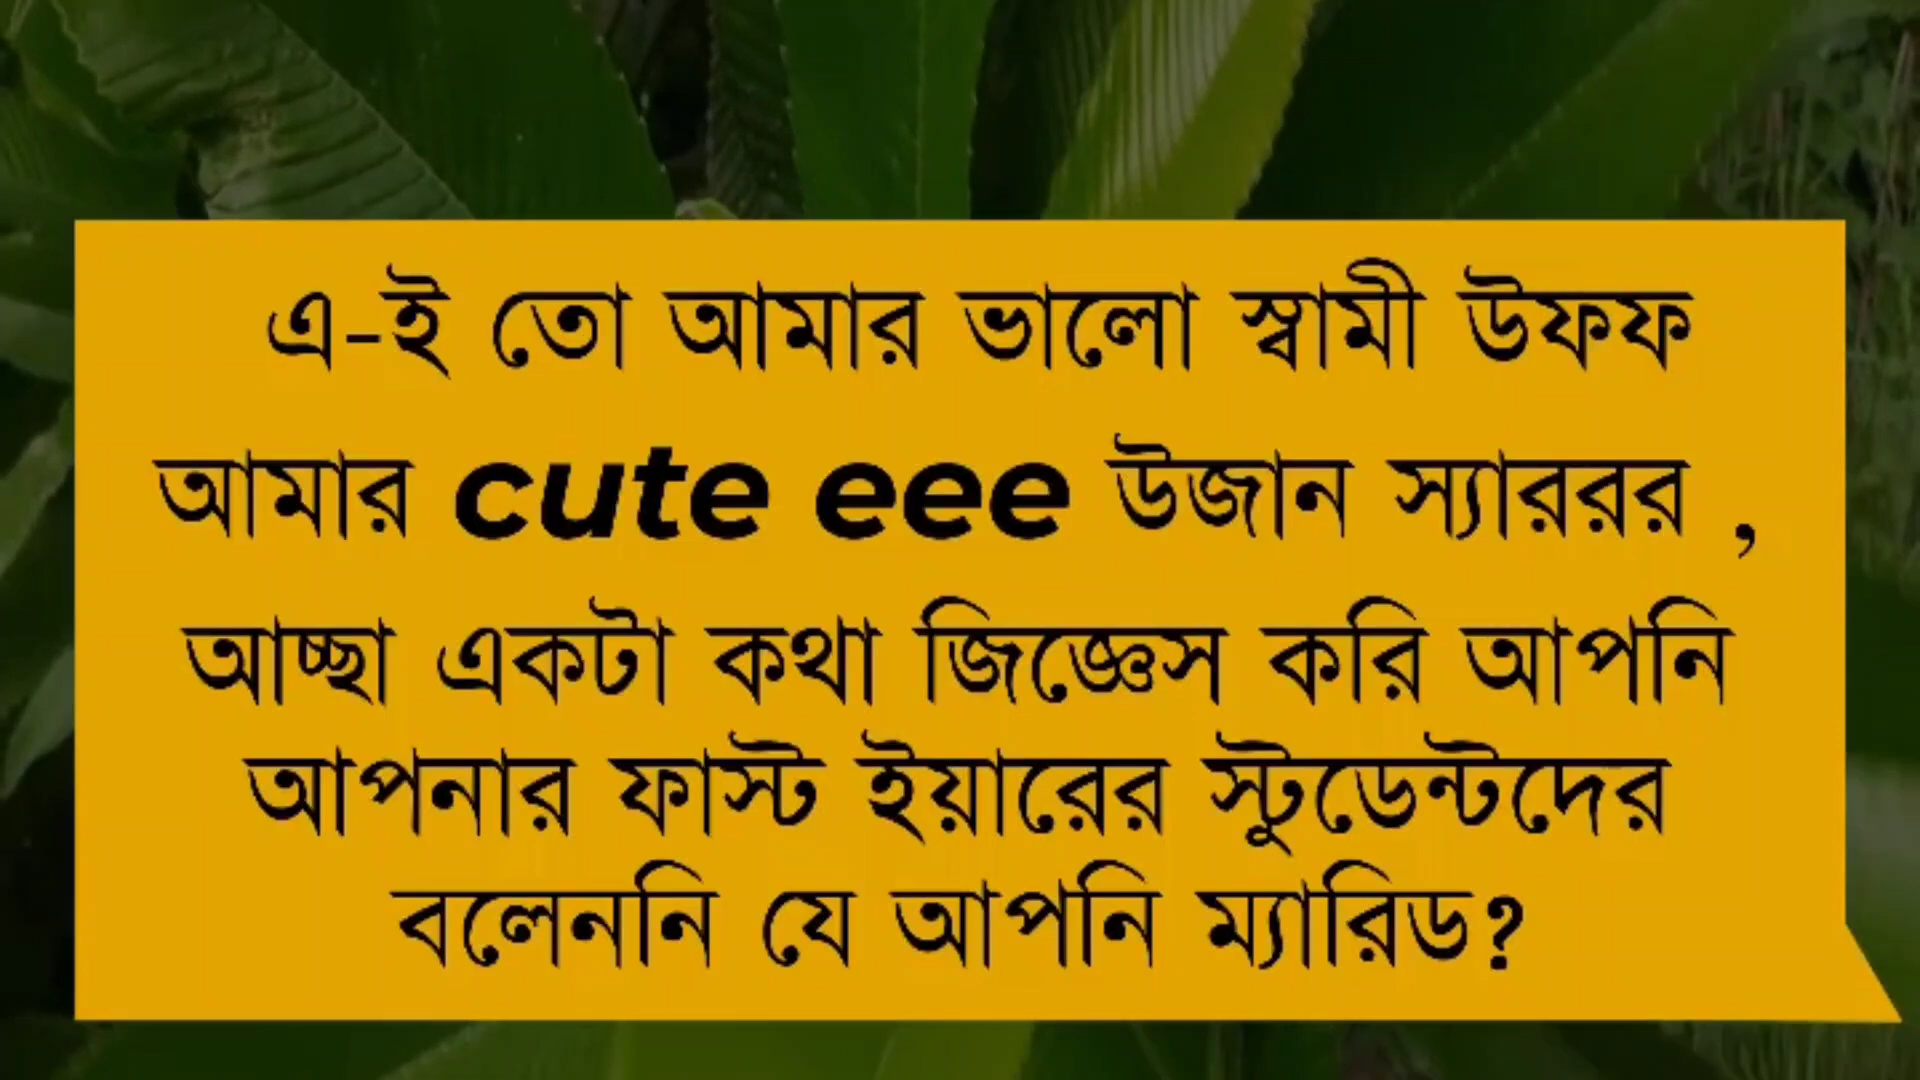 এ-ই তো আমার ভালো স্বামী উফফ
আমার cute eee উজান স্যাররর ,
আচ্ছা একটা কথা জিজ্ঞেস করি আপনি
আপনার ফাস্ট ইয়ারের স্টুডেন্টদের
বলেননি যে আপনি ম্যারিড?